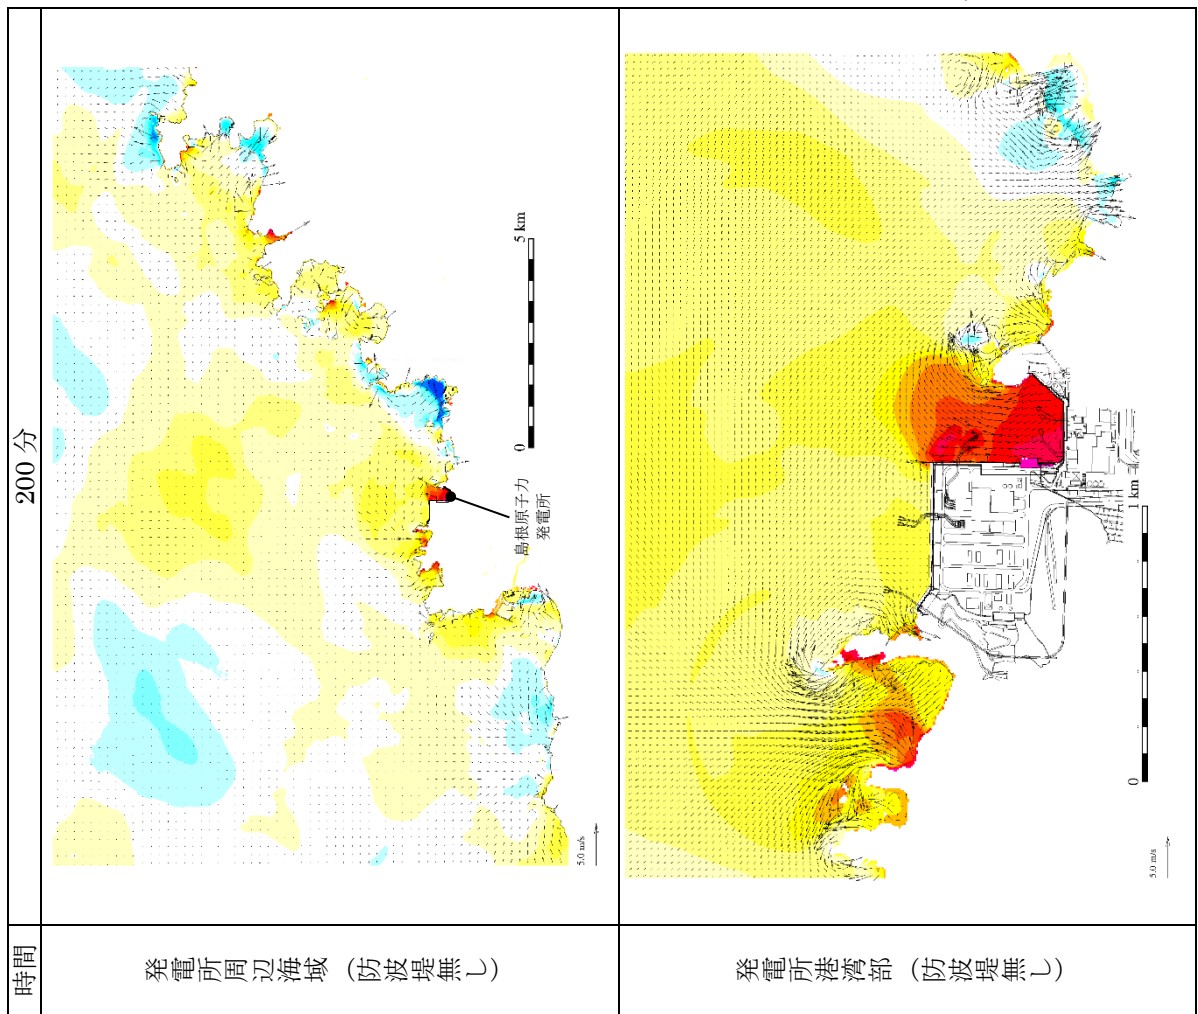 時間
200 分
発電所周辺海域（防波堤無し）
島根原子力
発電所
0
5 km
5.0 m/s
発電所港湾部（防波堤無し）
0
1 km
5.0 m/s